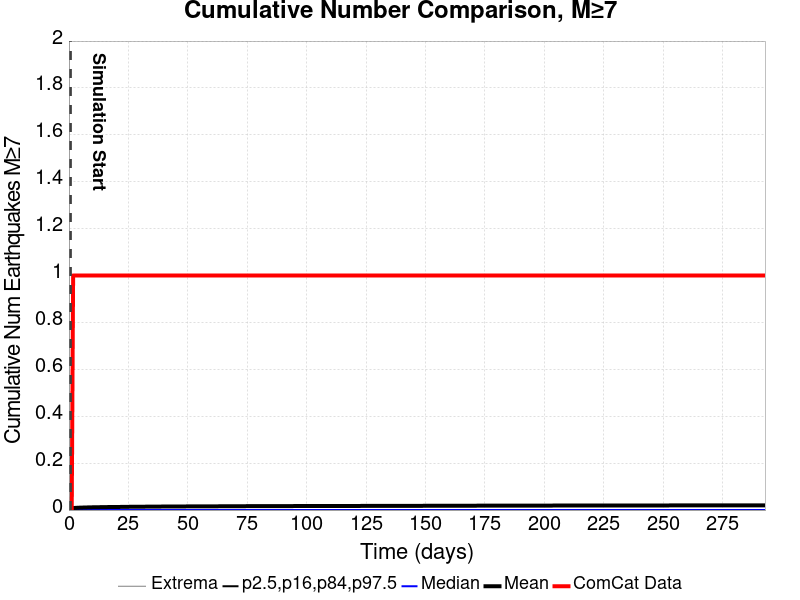 Cumulative Number Comparison, M≥7
Cumulative Num Earthquakes M≥7
2
1.8
1.6
1.4
1.2
1
0.8
0.6
0.4
0.2
0
Simulation Start
0 25 50 75 100 125 150 175 200 225 250 275
Time (days)
Extrema p2.5,p16,p84,p97.5 Median Mean ComCat Data